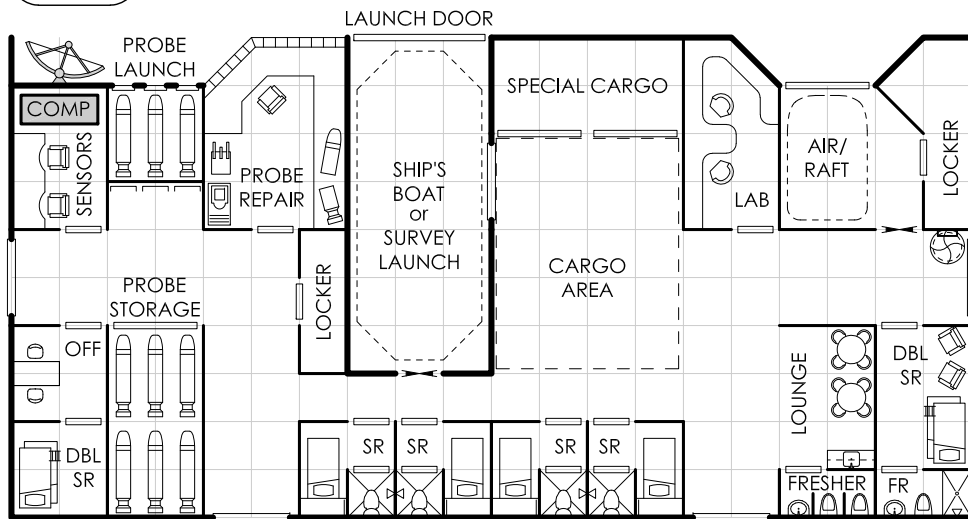 LAUNCH DOOR
PROBE
LAUNCH
COMP
SENSORS
PROBE
REPAIR
SPECIAL CARGO
SHIP'S
BOAT
or
SURVEY
LAUNCH
LAB
AIR/
RAFT
LOCKER
PROBE
STORAGE
LOCKER
CARGO
AREA
OFF
DBL
SR
SR
SR
SR
SR
LOUNGE
DBL
SR
FRESHER
FR